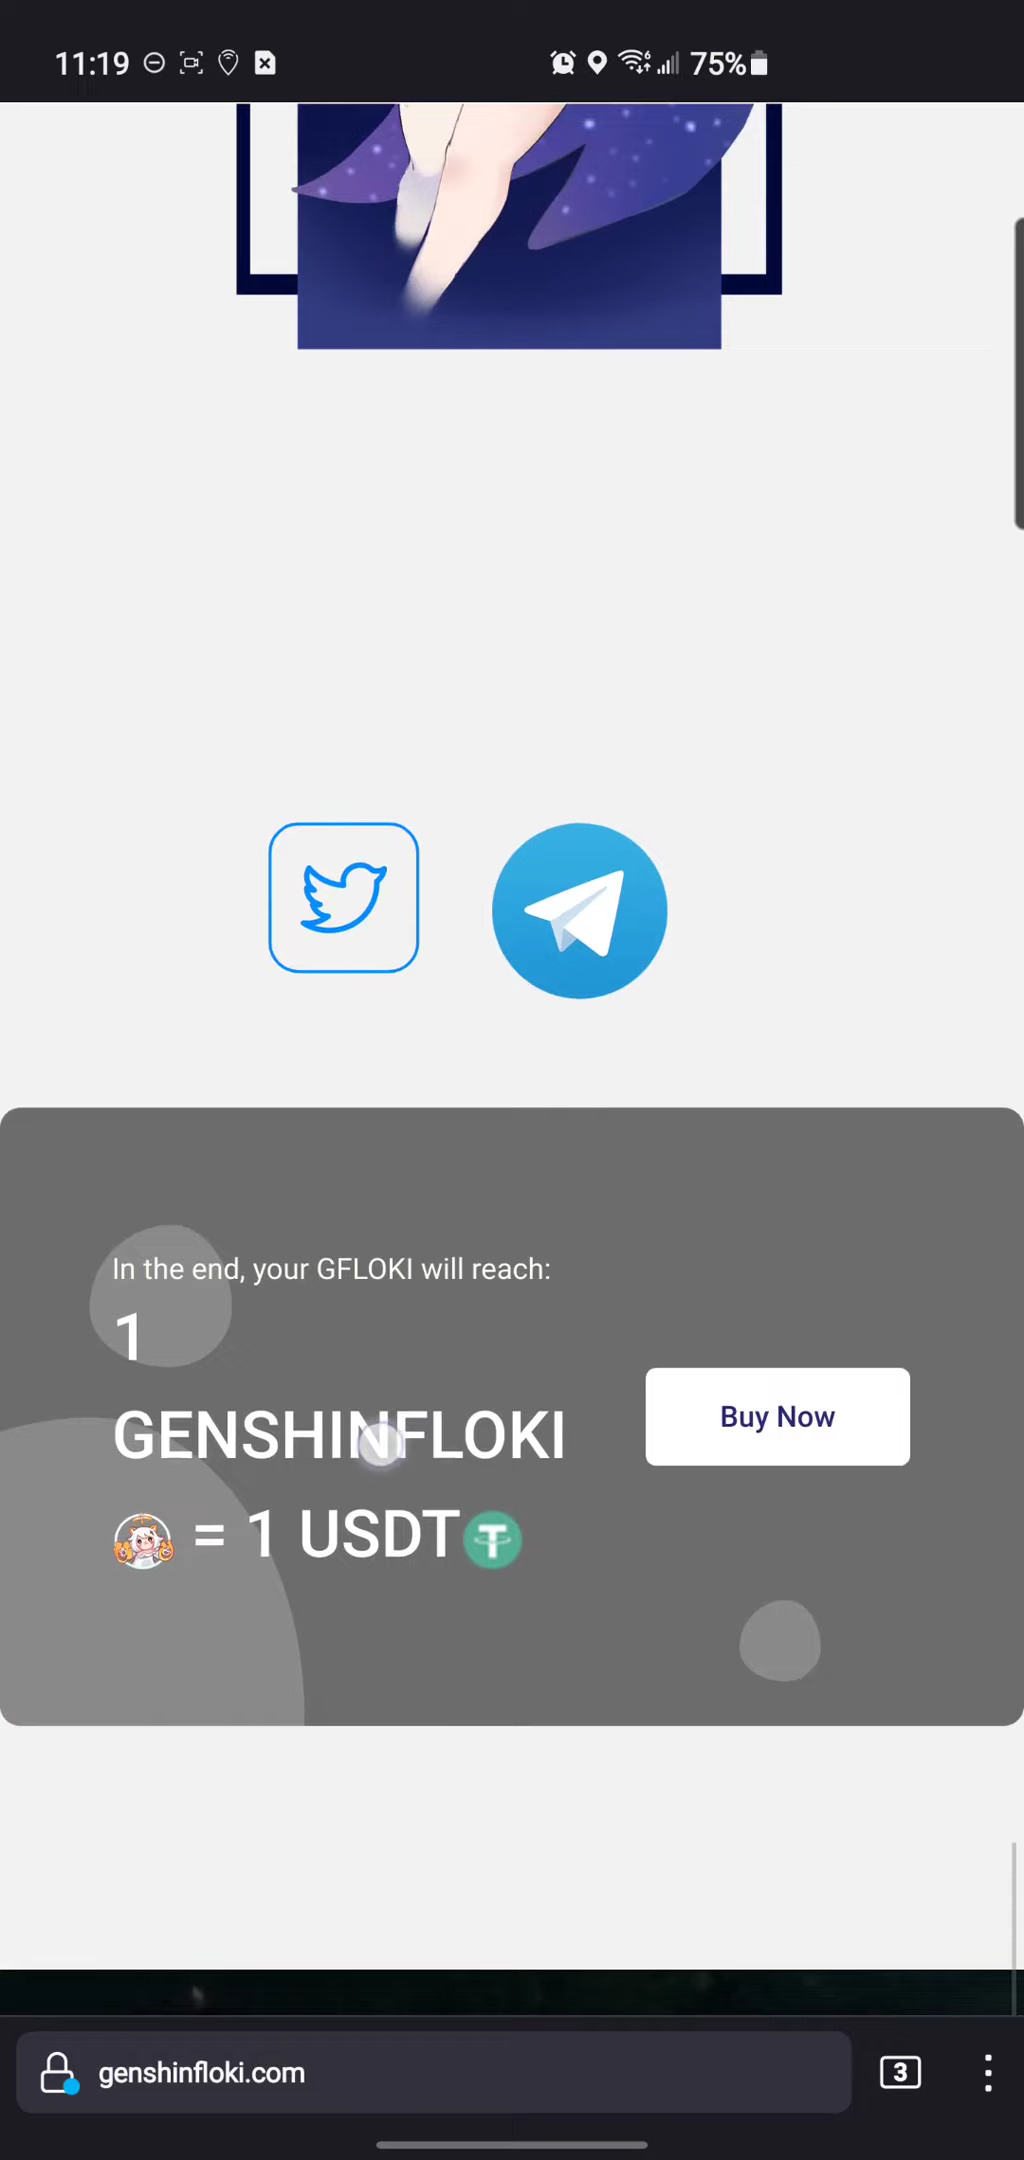 11:19
75%
In the end, your GFLOKI will reach:
1
GENSHINFLOKI
= 1 USDT
Buy Now
genshinfloki.com
3